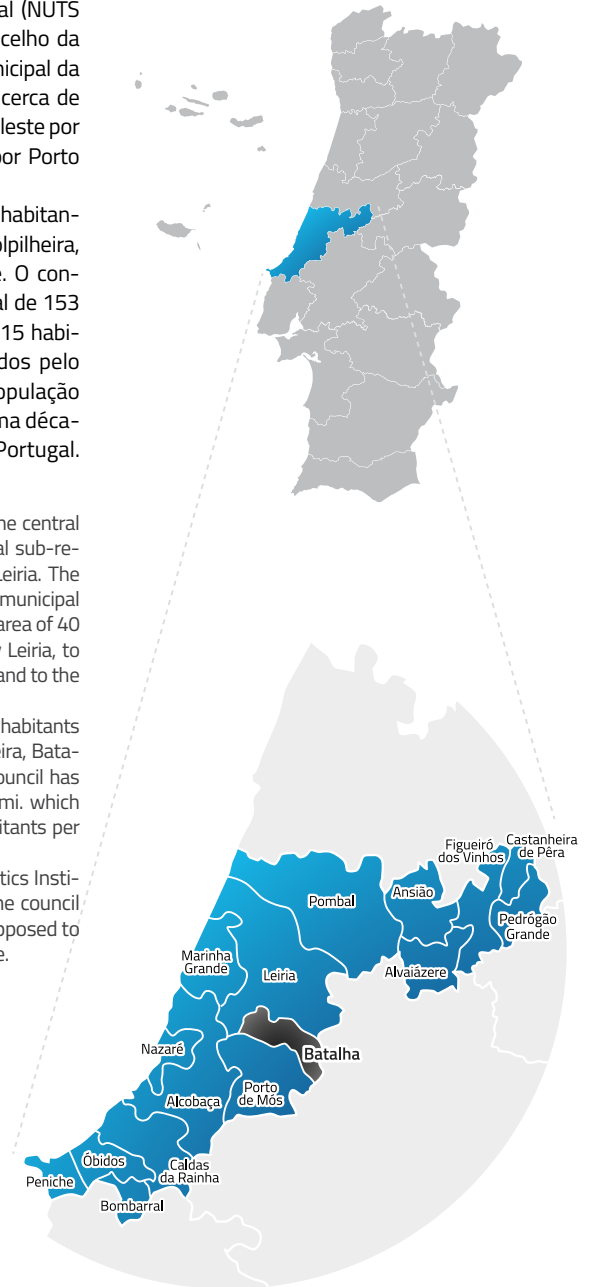 al (NUTS
celho da
nicipal da
cerca de
leste por
por Porto
habitan-
olpilheira,
e. O con-
al de 153
15 habi-
dos pelo
opulação
ma déca-
Portugal.
he central
al sub-re-
Leiria. The
municipal
area of 40
Leiria, to
and to the
habitants
eira, Bata-
ouncil has
mi. which
itants per
tics Insti-
he council
pposed to
e.
Figueiró
dos Vinhos
Castanheira
de Pêra
Pombal
Ansião
Pedrógão
Grande
Marinha
Grande
Leiria
Alvaiázere
Nazaré
Batalha
Alcobaça
Porto
de Mós
Óbidos
Caldas
da Rainha
Peniche
Bombarral